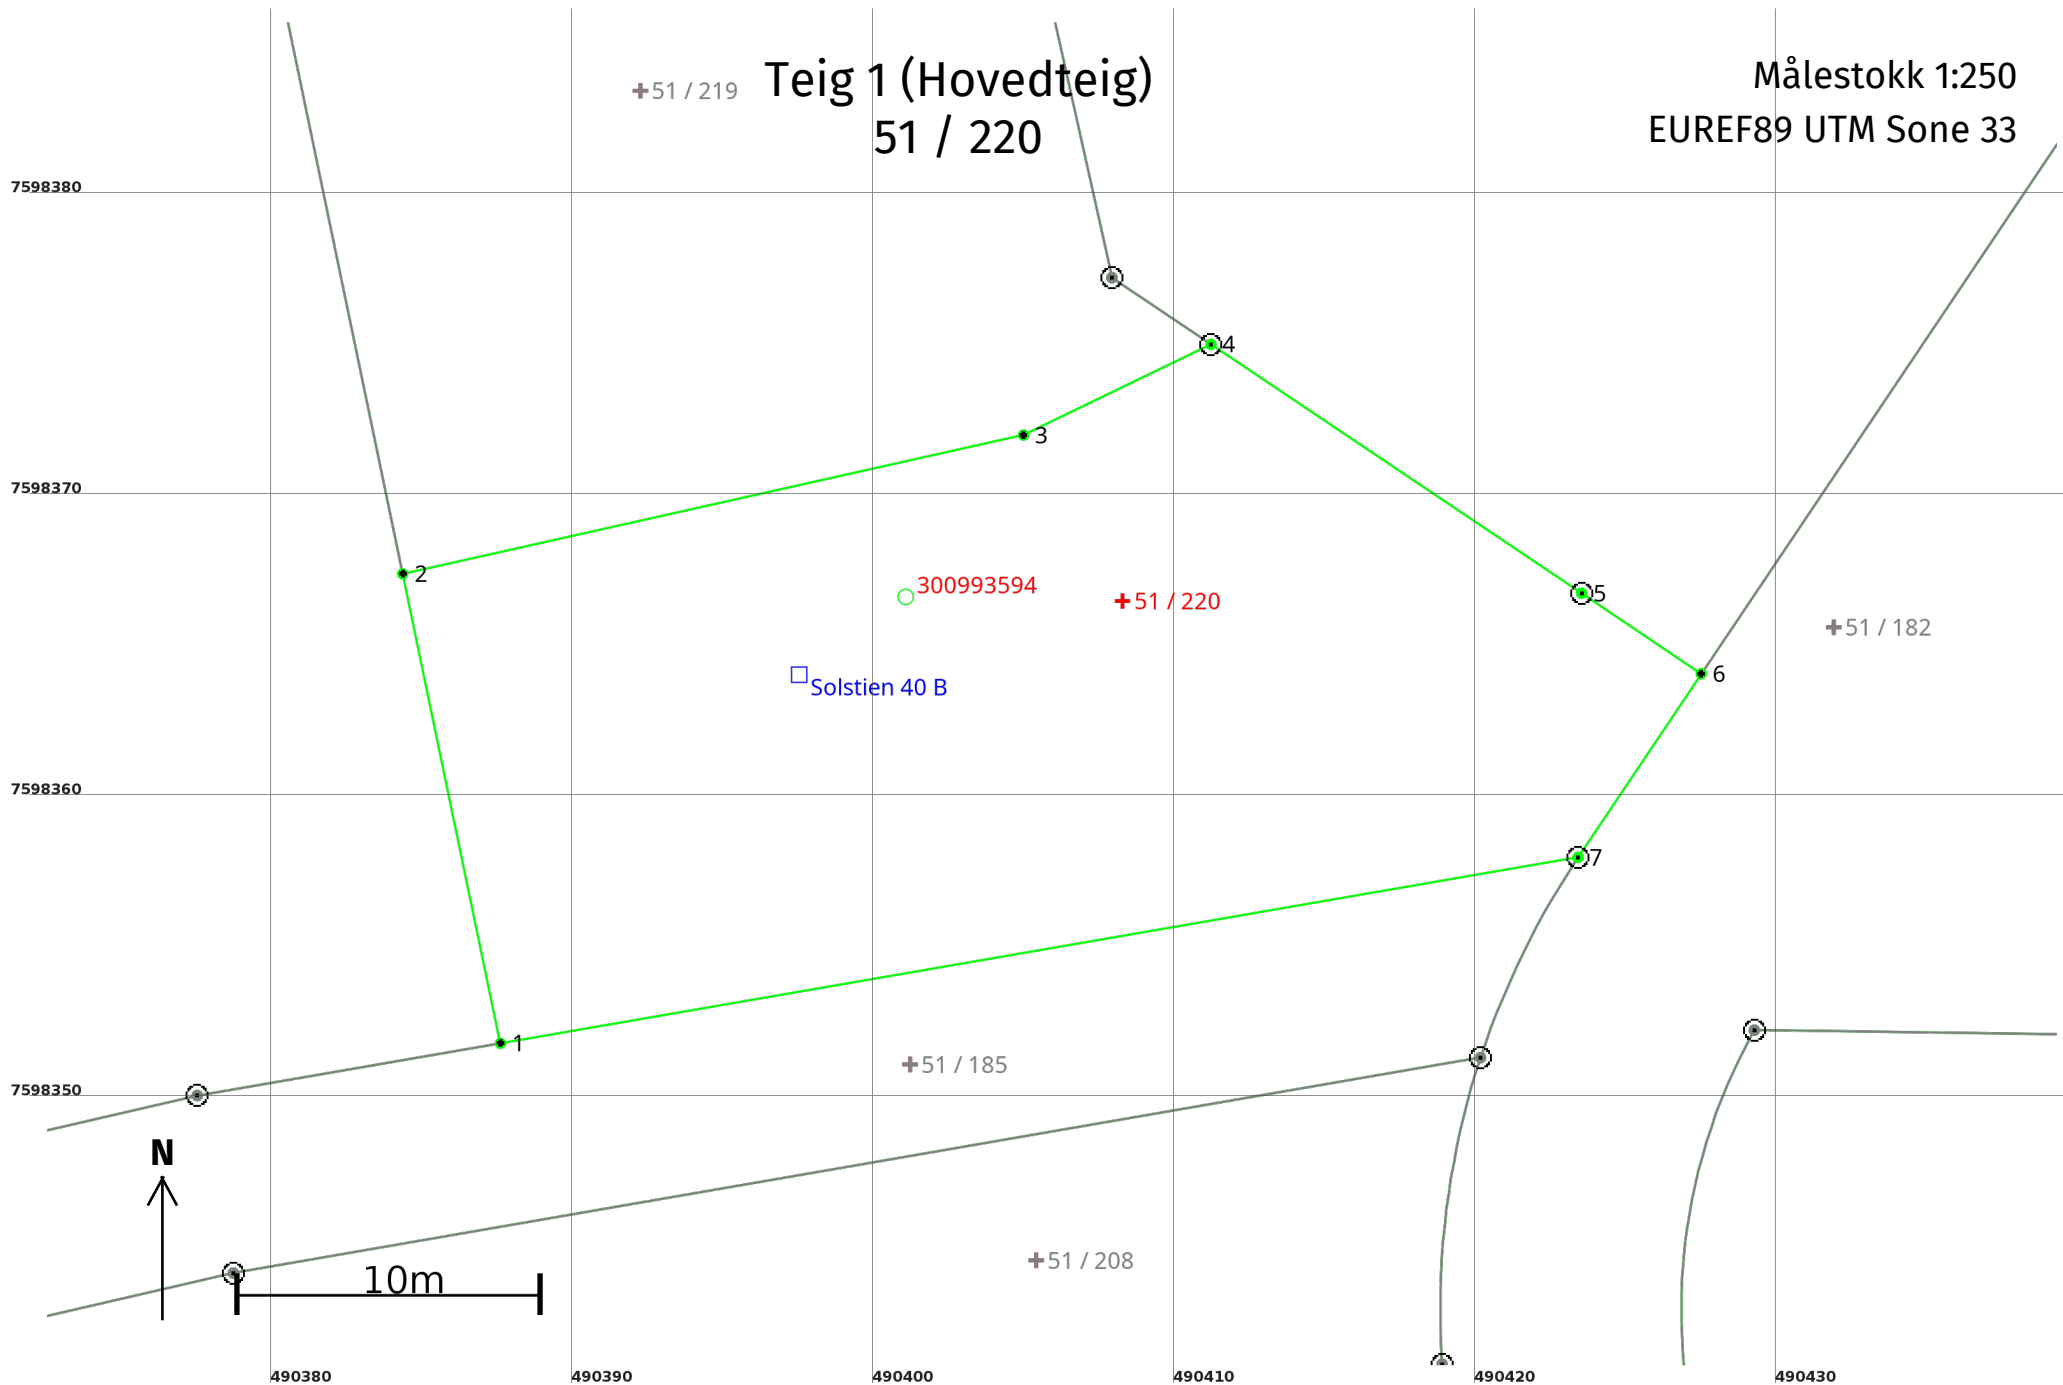 Teig 1 (Hovedteig)
51 / 220
Målestokk 1:250
EUREF89 UTM Sone 33
51 / 219
7598380
4
3
7598370
2
300993594
51 / 220
5
51 / 182
6
Solstien 40 B
7598360
7
1
51 / 185
7598350
N
51 / 208
10m
490380
490390
490400
490410
490420
490430